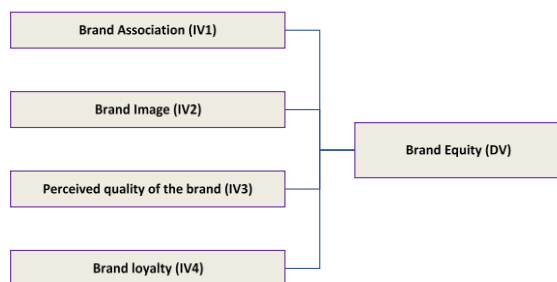 Brand Association (IV1)
Brand Image (IV2)
Brand Equity (DV)
Perceived quality of the brand (IV3)
Brand loyalty (IV4)